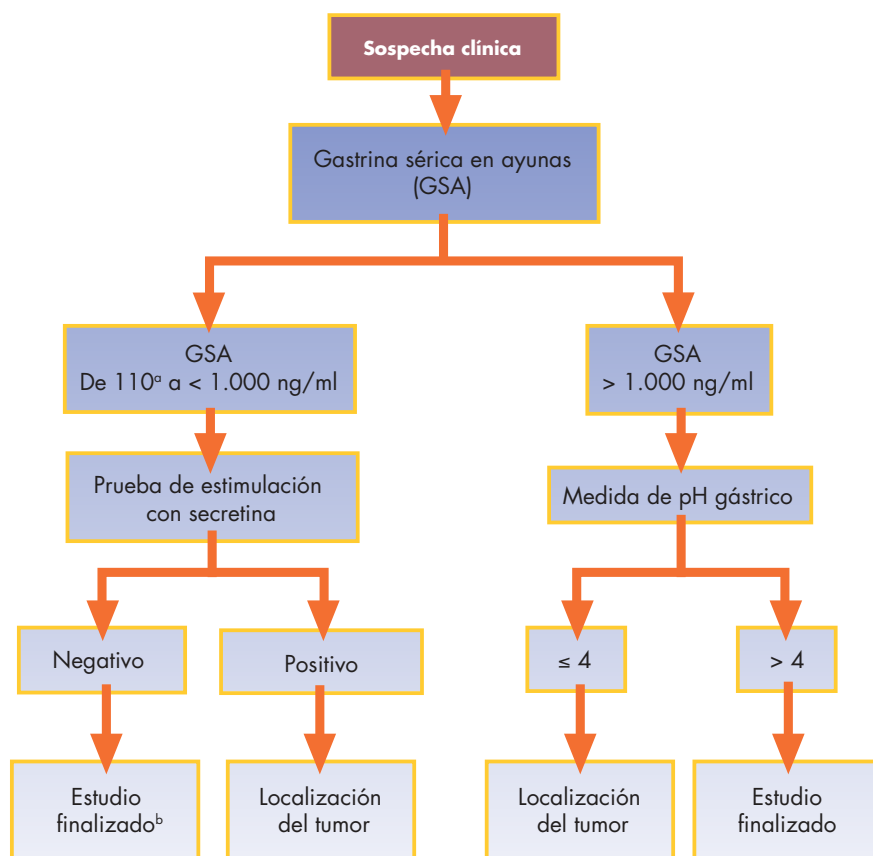 Sospecha clínica
Gastrina sérica en ayunas
(GSA)
GSA
De 110ª a < 1.000 ng/ml
GSA
> 1.000 ng/ml
Prueba de estimulación
con secretina
Medida de pH gástrico
Negativo
Positivo
≤ 4
> 4
Estudio
finalizadoᵇ
Localización
del tumor
Localización
del tumor
Estudio
finalizado